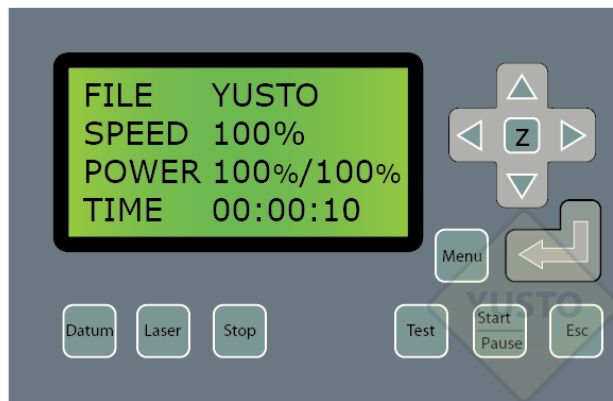 FILE YUSTO
SPEED 100%
POWER 100%/100%
TIME 00:00:10
Z
Menu
YUSTO
Datum Laser Stop Test Start Pause Esc